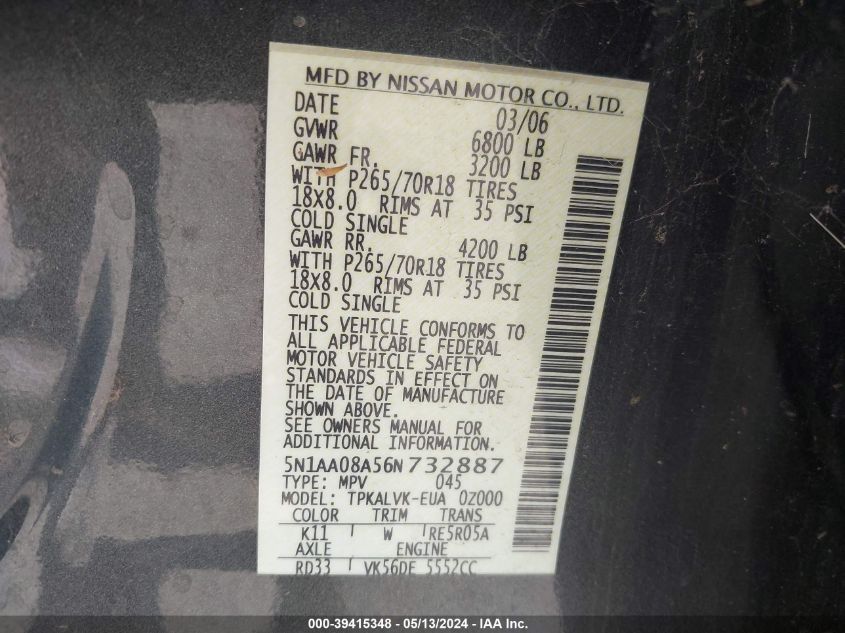 MFD BY NISSAN MOTOR CO., LTD.
DATE 03/06
GVWR 6800 LB
GAWR FR. 3200 LB
WITH P265/70R18 TIRES
18X8.0 RIMS AT 35 PSI
COLD SINGLE
GAWR RR. 4200 LB
WITH P265/70R18 TIRES
18X8.0 RIMS AT 35 PSI
COLD SINGLE
THIS VEHICLE CONFORMS TO
ALL APPLICABLE FEDERAL
MOTOR VEHICLE SAFETY
STANDARDS IN EFFECT ON
THE DATE OF MANUFACTURE
SHOWN ABOVE.
SEE OWNERS MANUAL FOR
ADDITIONAL INFORMATION.
5N1AA08A56N732887
TYPE: MPV 045
MODEL: TPKALVK-EUA 0Z000
COLOR TRIM TRANS
K11 W RE5R05A
AXLE ENGINE
RD33 VK56DE 5552CC
000-39415348 - 05/13/2024 - IAA Inc.